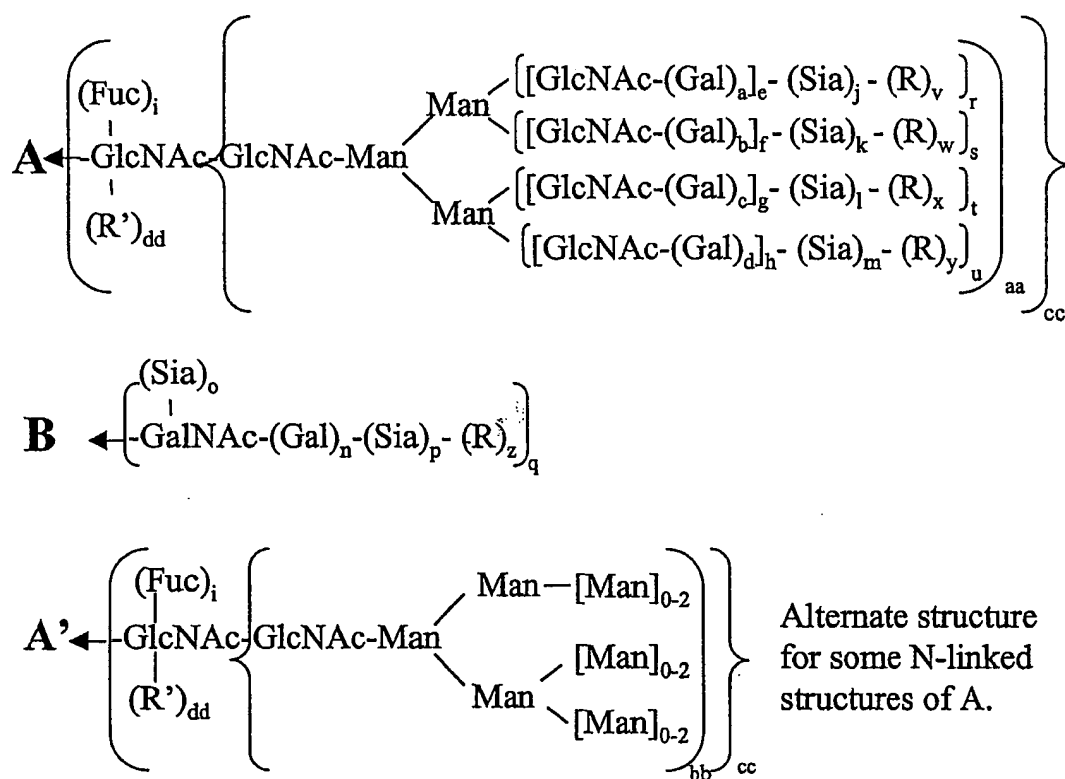 (Fuc)i
A
GlcNAc-GlcNAc-Man
(R')dd
Man
Man
[GlcNAc-(Gal)a]e- (Sia)j- (R)v r
[GlcNAc-(Gal)b]f- (Sia)k- (R)w s
[GlcNAc-(Gal)c]g- (Sia)l- (R)x t
[GlcNAc-(Gal)d]h- (Sia)m- (R)y u
aa
cc
(Sia)o
B
-GalNAc-(Gal)n-(Sia)p- (R)z q
(Fuc)i
A'
GlcNAc-GlcNAc-Man
(R')dd
Man—[Man]0-2
Man
[Man]0-2
[Man]0-2
bb
cc
Alternate structure
for some N-linked
structures of A.